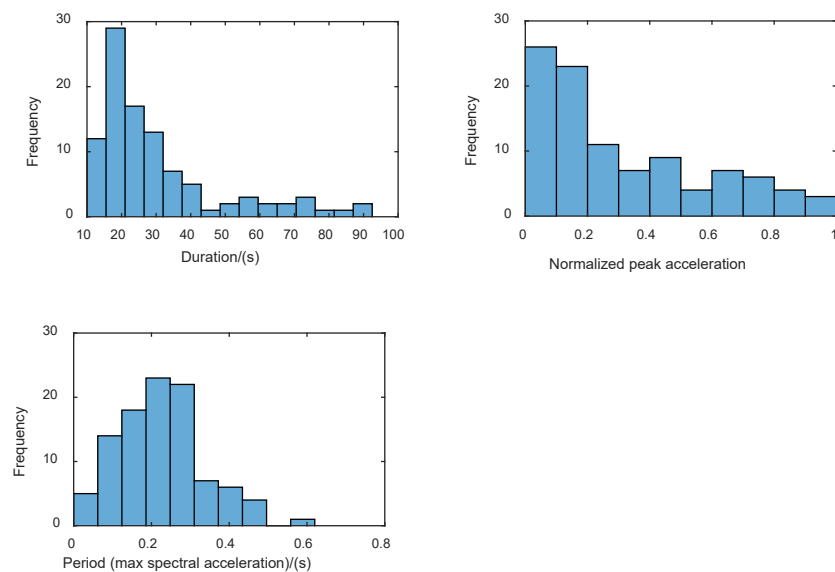 30
20
10
0
Frequency
10 20 30 40 50 60 70 80 90 100
Duration/(s)
30
20
10
0
Frequency
0 0.2 0.4 0.6 0.8 1
Normalized peak acceleration
30
20
10
0
Frequency
0 0.2 0.4 0.6 0.8
Period (max spectral acceleration)/(s)